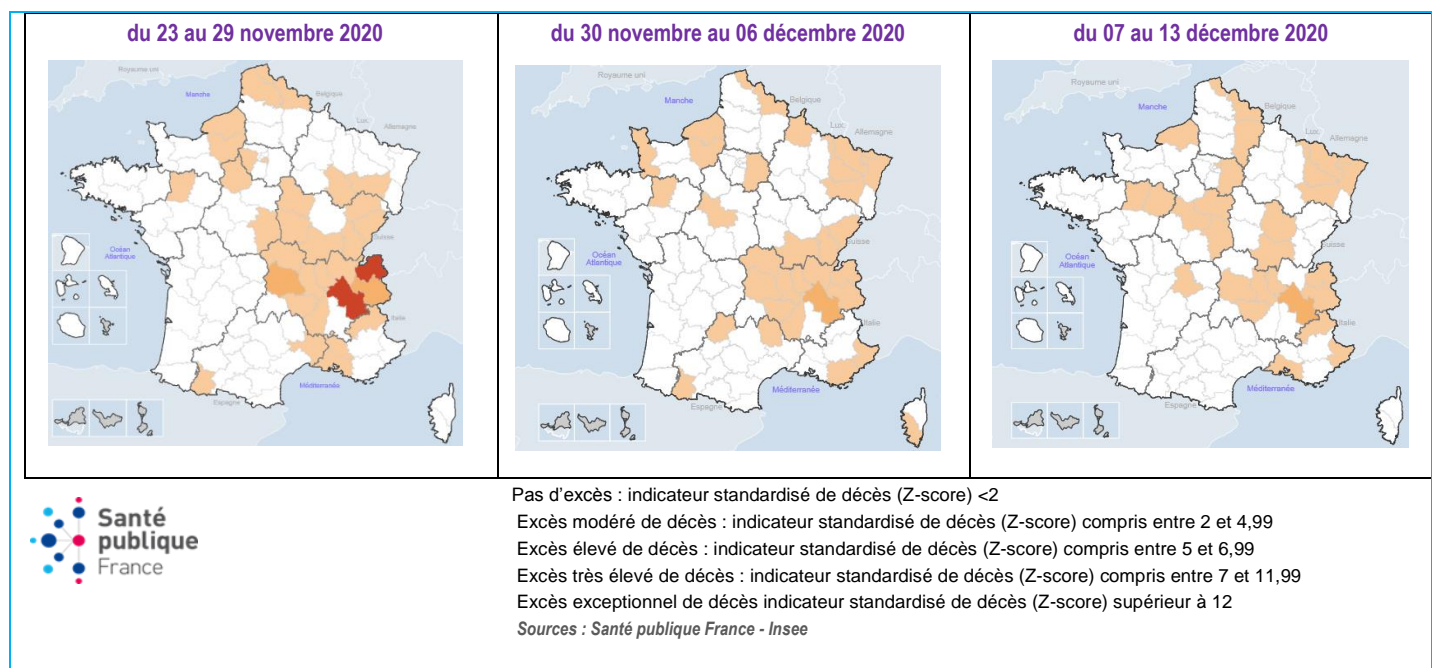 du 23 au 29 novembre 2020
du 30 novembre au 06 décembre 2020
du 07 au 13 décembre 2020
Royaume uni
Manche
Belgique
Lux.
Allemagne
Suisse
Océan
Atlantique
Italie
Méditerranée
Espagne
Royaume uni
Manche
Belgique
Lux.
Allemagne
Suisse
Océan
Atlantique
Italie
Méditerranée
Espagne
Royaume uni
Manche
Belgique
Lux.
Allemagne
Suisse
Océan
Atlantique
Italie
Méditerranée
Espagne
Santé
publique
France
Pas d'excès : indicateur standardisé de décès (Z-score) <2
Excès modéré de décès : indicateur standardisé de décès (Z-score) compris entre 2 et 4,99
Excès élevé de décès : indicateur standardisé de décès (Z-score) compris entre 5 et 6,99
Excès très élevé de décès : indicateur standardisé de décès (Z-score) compris entre 7 et 11,99
Excès exceptionnel de décès indicateur standardisé de décès (Z-score) supérieur à 12
Sources : Santé publique France - Insee